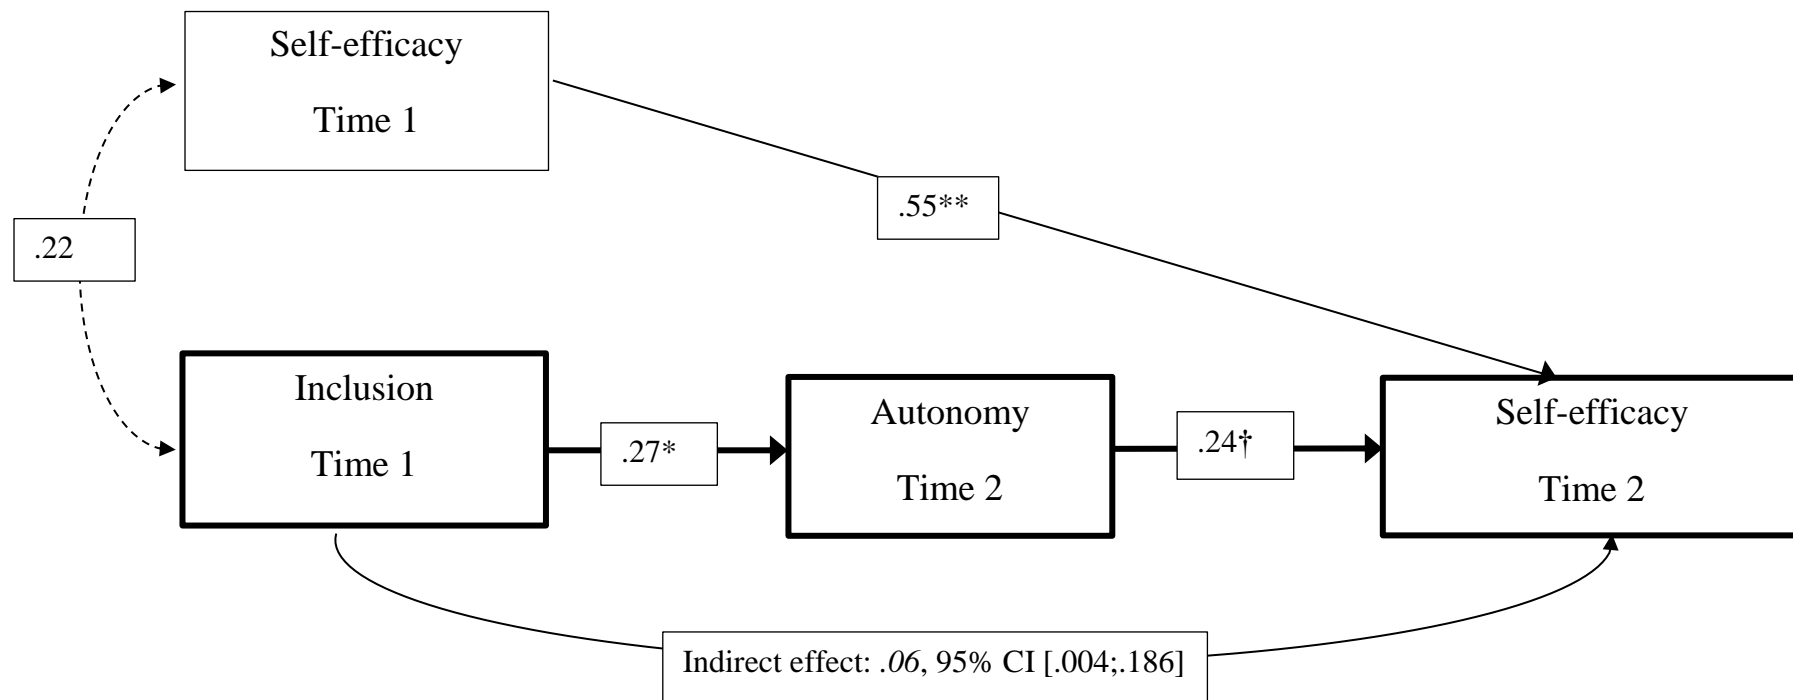 Self-efficacy
Time 1
.55**
.22
Inclusion
Time 1
.27*
Autonomy
Time 2
.24†
Self-efficacy
Time 2
Indirect effect: .06, 95% CI [.004;.186]